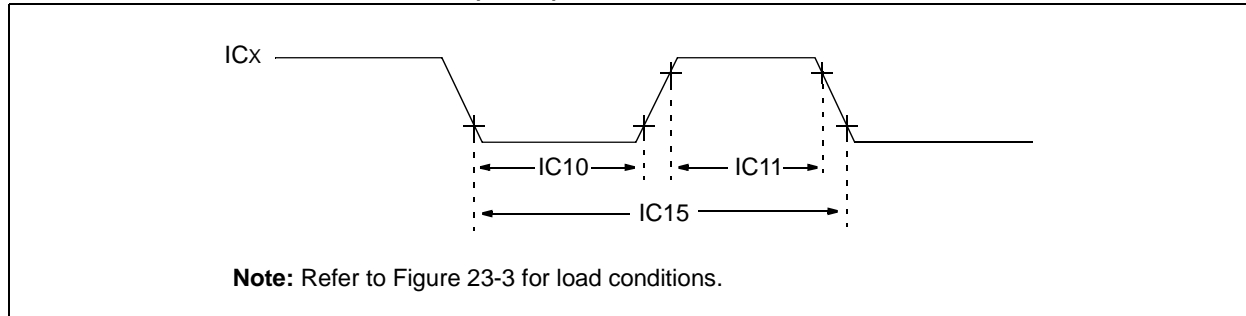 ICX
IC10
IC11
IC15
Note: Refer to Figure 23-3 for load conditions.